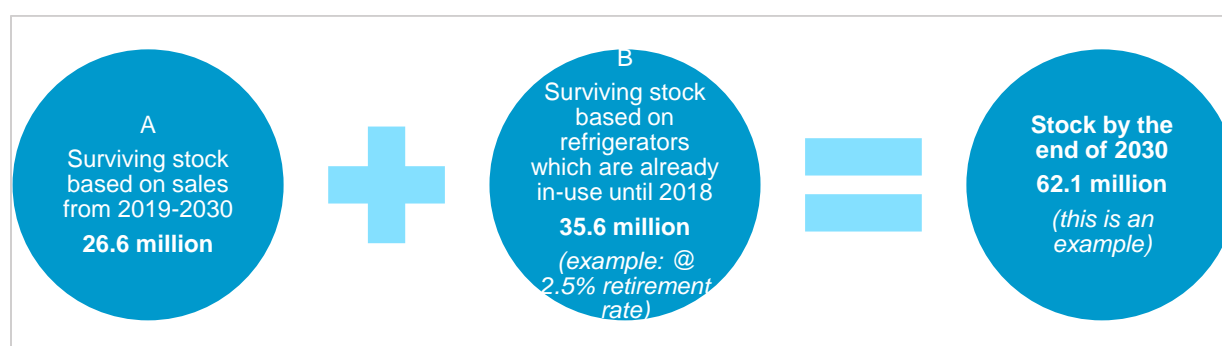 A
Surviving stock
based on sales
from 2019-2030
26.6 million
B
Surviving stock
based on
refrigerators
which are already
in-use until 2018
35.6 million
(example: @
2.5% retirement
rate)
Stock by the
end of 2030
62.1 million
(this is an
example)